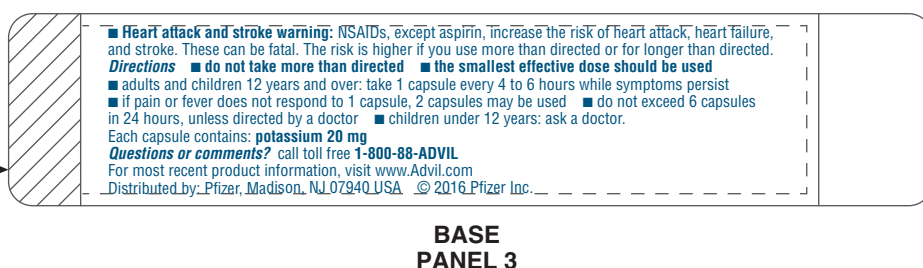 ■ Heart attack and stroke warning: NSAIDs, except aspirin, increase the risk of heart attack, heart failure,
and stroke. These can be fatal. The risk is higher if you use more than directed or for longer than directed.
Directions ■ do not take more than directed ■ the smallest effective dose should be used
■ adults and children 12 years and over: take 1 capsule every 4 to 6 hours while symptoms persist
■ if pain or fever does not respond to 1 capsule, 2 capsules may be used ■ do not exceed 6 capsules
in 24 hours, unless directed by a doctor ■ children under 12 years: ask a doctor.
Each capsule contains: potassium 20 mg
Questions or comments? call toll free 1-800-88-ADVIL
For most recent product information, visit www.Advil.com
Distributed by: Pfizer, Madison, NJ 07940 USA © 2016 Pfizer Inc.
BASE
PANEL 3